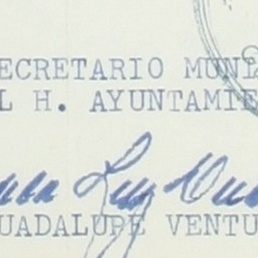 ECRETARIO MUNI
L H. AYUNTAMIE
UADALUPE VENTU